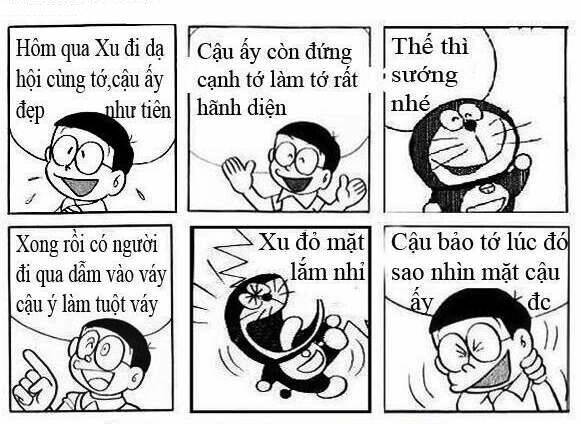 Hôm qua Xu đi dạ
hội cùng tớ,cậu ấy
đẹp như tiên
Cậu ấy còn đứng
cạnh tớ làm tớ rất
hãnh diện
Thế thì
sướng
nhé
Xong rồi có người
đi qua dẫm vào váy
cậu ý làm tuột váy
Xu đỏ mặt
lắm nhỉ
Cậu bảo tớ lúc đó
sao nhìn mặt cậu
ấy đc